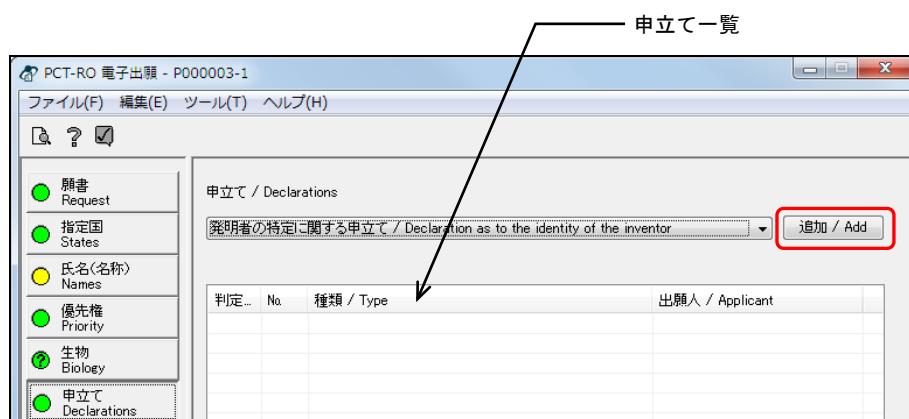 申立て一覧
PCT-RO 電子出願 - P000003-1
ファイル(F) 編集(E) ツール(T) ヘルプ(H)
願書
Request
指定国
States
氏名(名称)
Names
優先権
Priority
生物
Biology
申立て
Declarations
申立て / Declarations
発明者の特定に関する申立て / Declaration as to the identity of the inventor
追加 / Add
判定... No. 種類 / Type 出願人 / Applicant